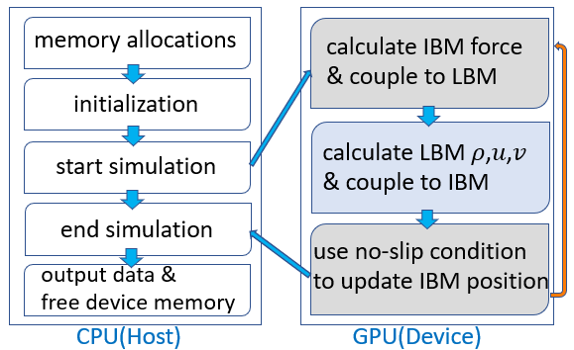 memory allocations
initialization
start simulation
end simulation
output data &
free device memory
CPU(Host)
calculate IBM force
& couple to LBM
calculate LBM ρ,u,v
& couple to IBM
use no-slip condition
to update IBM position
GPU(Device)